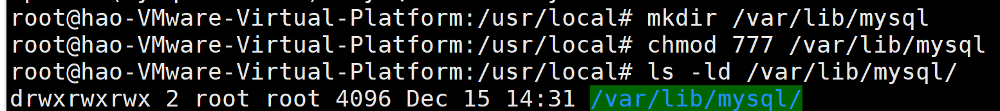 root@hao-VMware-Virtual-Platform:/usr/local# mkdir /var/lib/mysql
root@hao-VMware-Virtual-Platform:/usr/local# chmod 777 /var/lib/mysql
root@hao-VMware-Virtual-Platform:/usr/local# ls -ld /var/lib/mysql/
drwxrwxrwx 2 root root 4096 Dec 15 14:31 /var/lib/mysql/